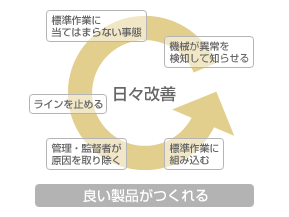 標準作業に
当てはまらない事態
機械が異常を
検知して知らせる
ラインを止める
日々改善
管理・監督者が
原因を取り除く
標準作業に
組み込む
良い製品がつくれる